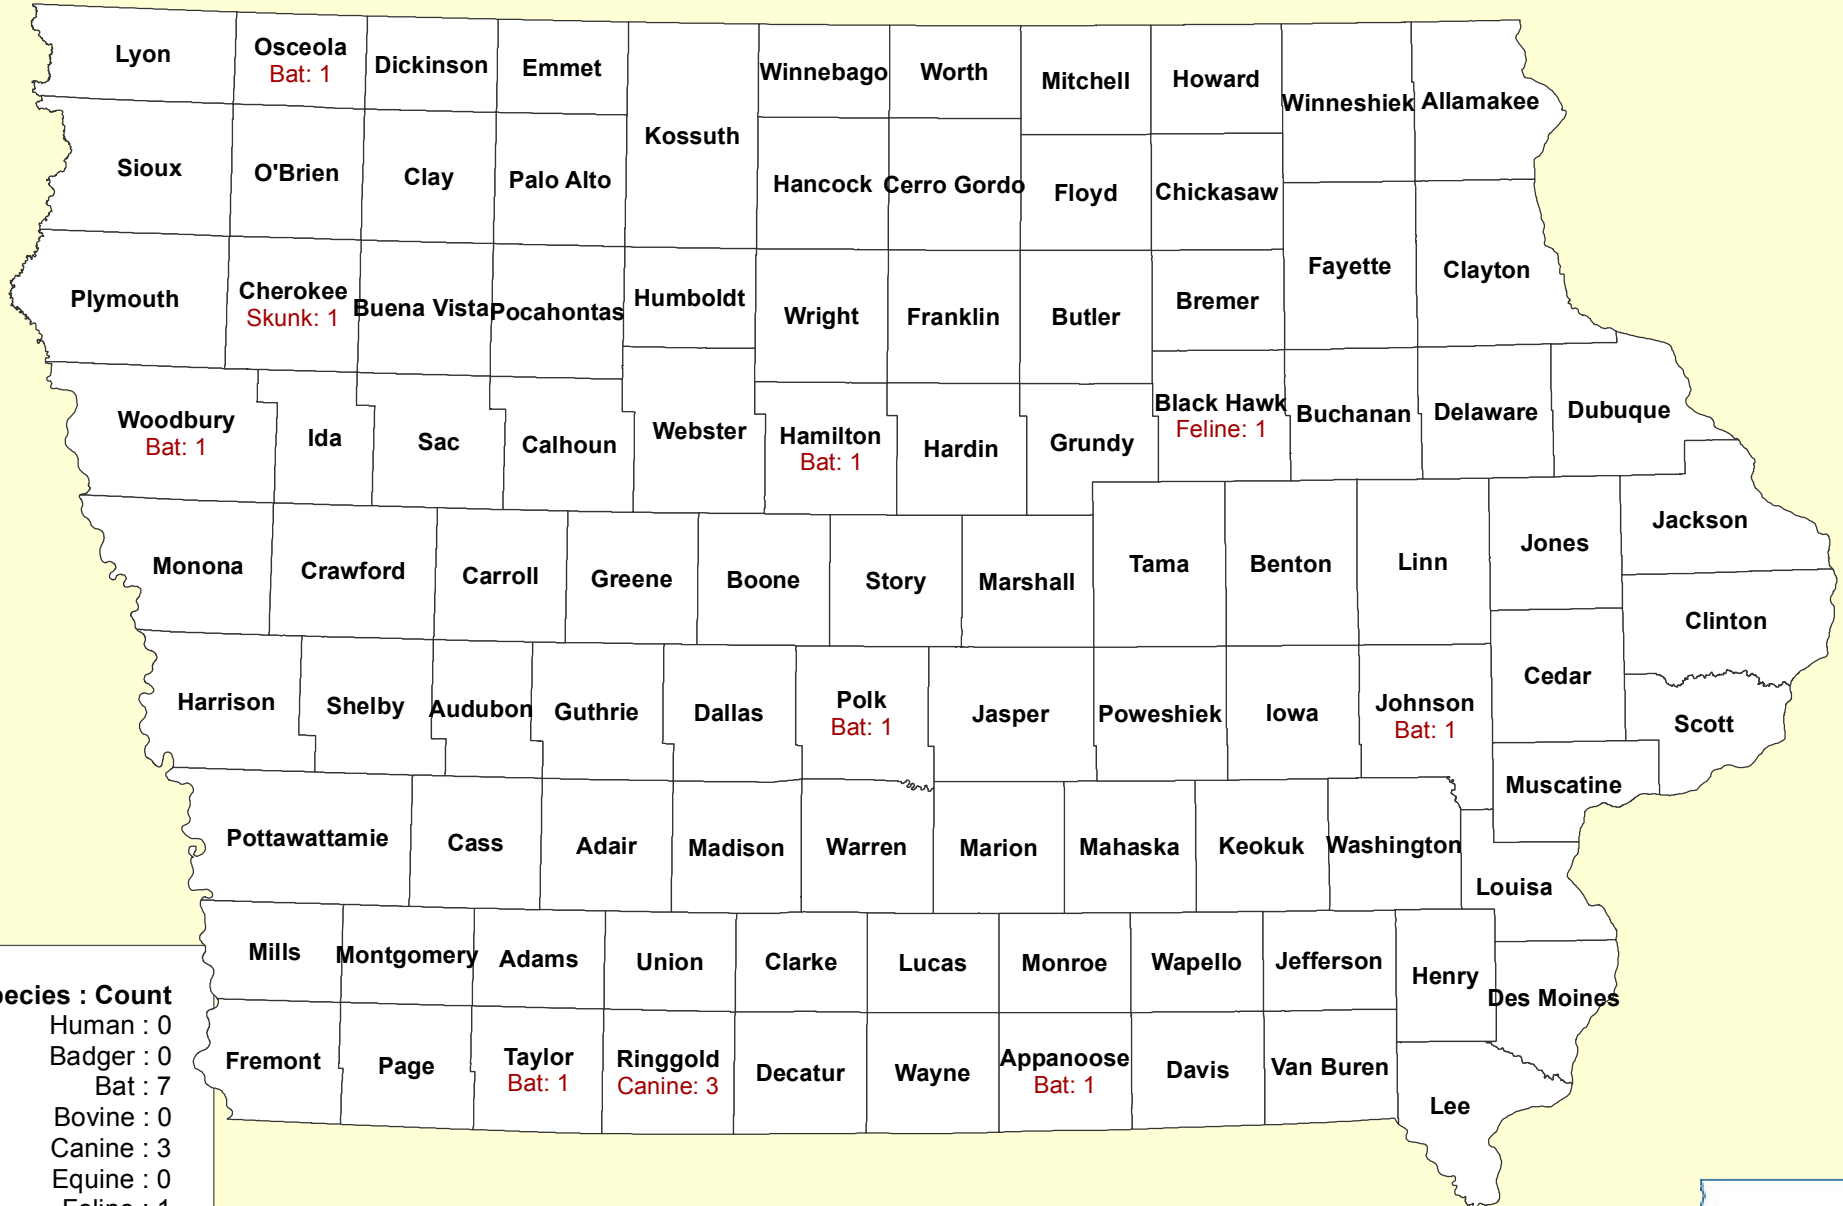 Lyon
Osceola
Bat: 1
Dickinson
Emmet
Kossuth
Winnebago
Worth
Mitchell
Howard
Winneshiek
Allamakee
Sioux
O'Brien
Clay
Palo Alto
Hancock
Cerro Gordo
Floyd
Chickasaw
Fayette
Clayton
Plymouth
Cherokee
Skunk: 1
Buena Vista
Pocahontas
Humboldt
Wright
Franklin
Butler
Bremer
Woodbury
Bat: 1
Ida
Sac
Calhoun
Webster
Hamilton
Bat: 1
Hardin
Grundy
Black Hawk
Feline: 1
Buchanan
Delaware
Dubuque
Monona
Crawford
Carroll
Greene
Boone
Story
Marshall
Tama
Benton
Linn
Jones
Jackson
Clinton
Harrison
Shelby
Audubon
Guthrie
Dallas
Polk
Bat: 1
Jasper
Poweshiek
Iowa
Johnson
Bat: 1
Cedar
Scott
Muscatine
Pottawattamie
Cass
Adair
Madison
Warren
Marion
Mahaska
Keokuk
Washington
Louisa
Mills
Montgomery
Adams
Union
Clarke
Lucas
Monroe
Wapello
Jefferson
Henry
Des Moines
Fremont
Page
Taylor
Bat: 1
Ringgold
Canine: 3
Decatur
Wayne
Appanoose
Bat: 1
Davis
Van Buren
Lee
pecies : Count
Human : 0
Badger : 0
Bat : 7
Bovine : 0
Canine : 3
Equine : 0
Feline : 1